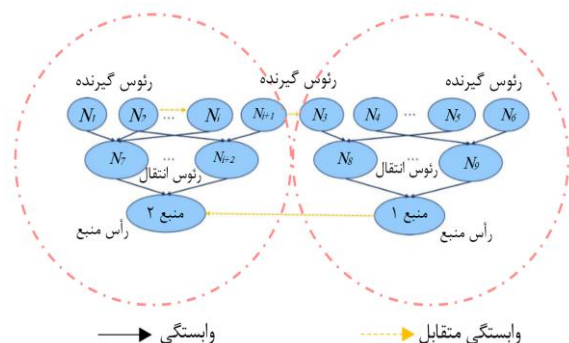 رئوس گیرنده رئوس گیرنده رئوس گیرنده
N₆ N₅ ... N₄ N₃ Nᵢ₊₁ Nᵢ ... N₂ N₁
N₉ ... N₈ Nᵢ₊₂ ... N₇
رئوس انتقال رئوس انتقال
منبع ۱ منبع ۲
رأس منبع رأس منبع
وابستگی متقابل وابستگی